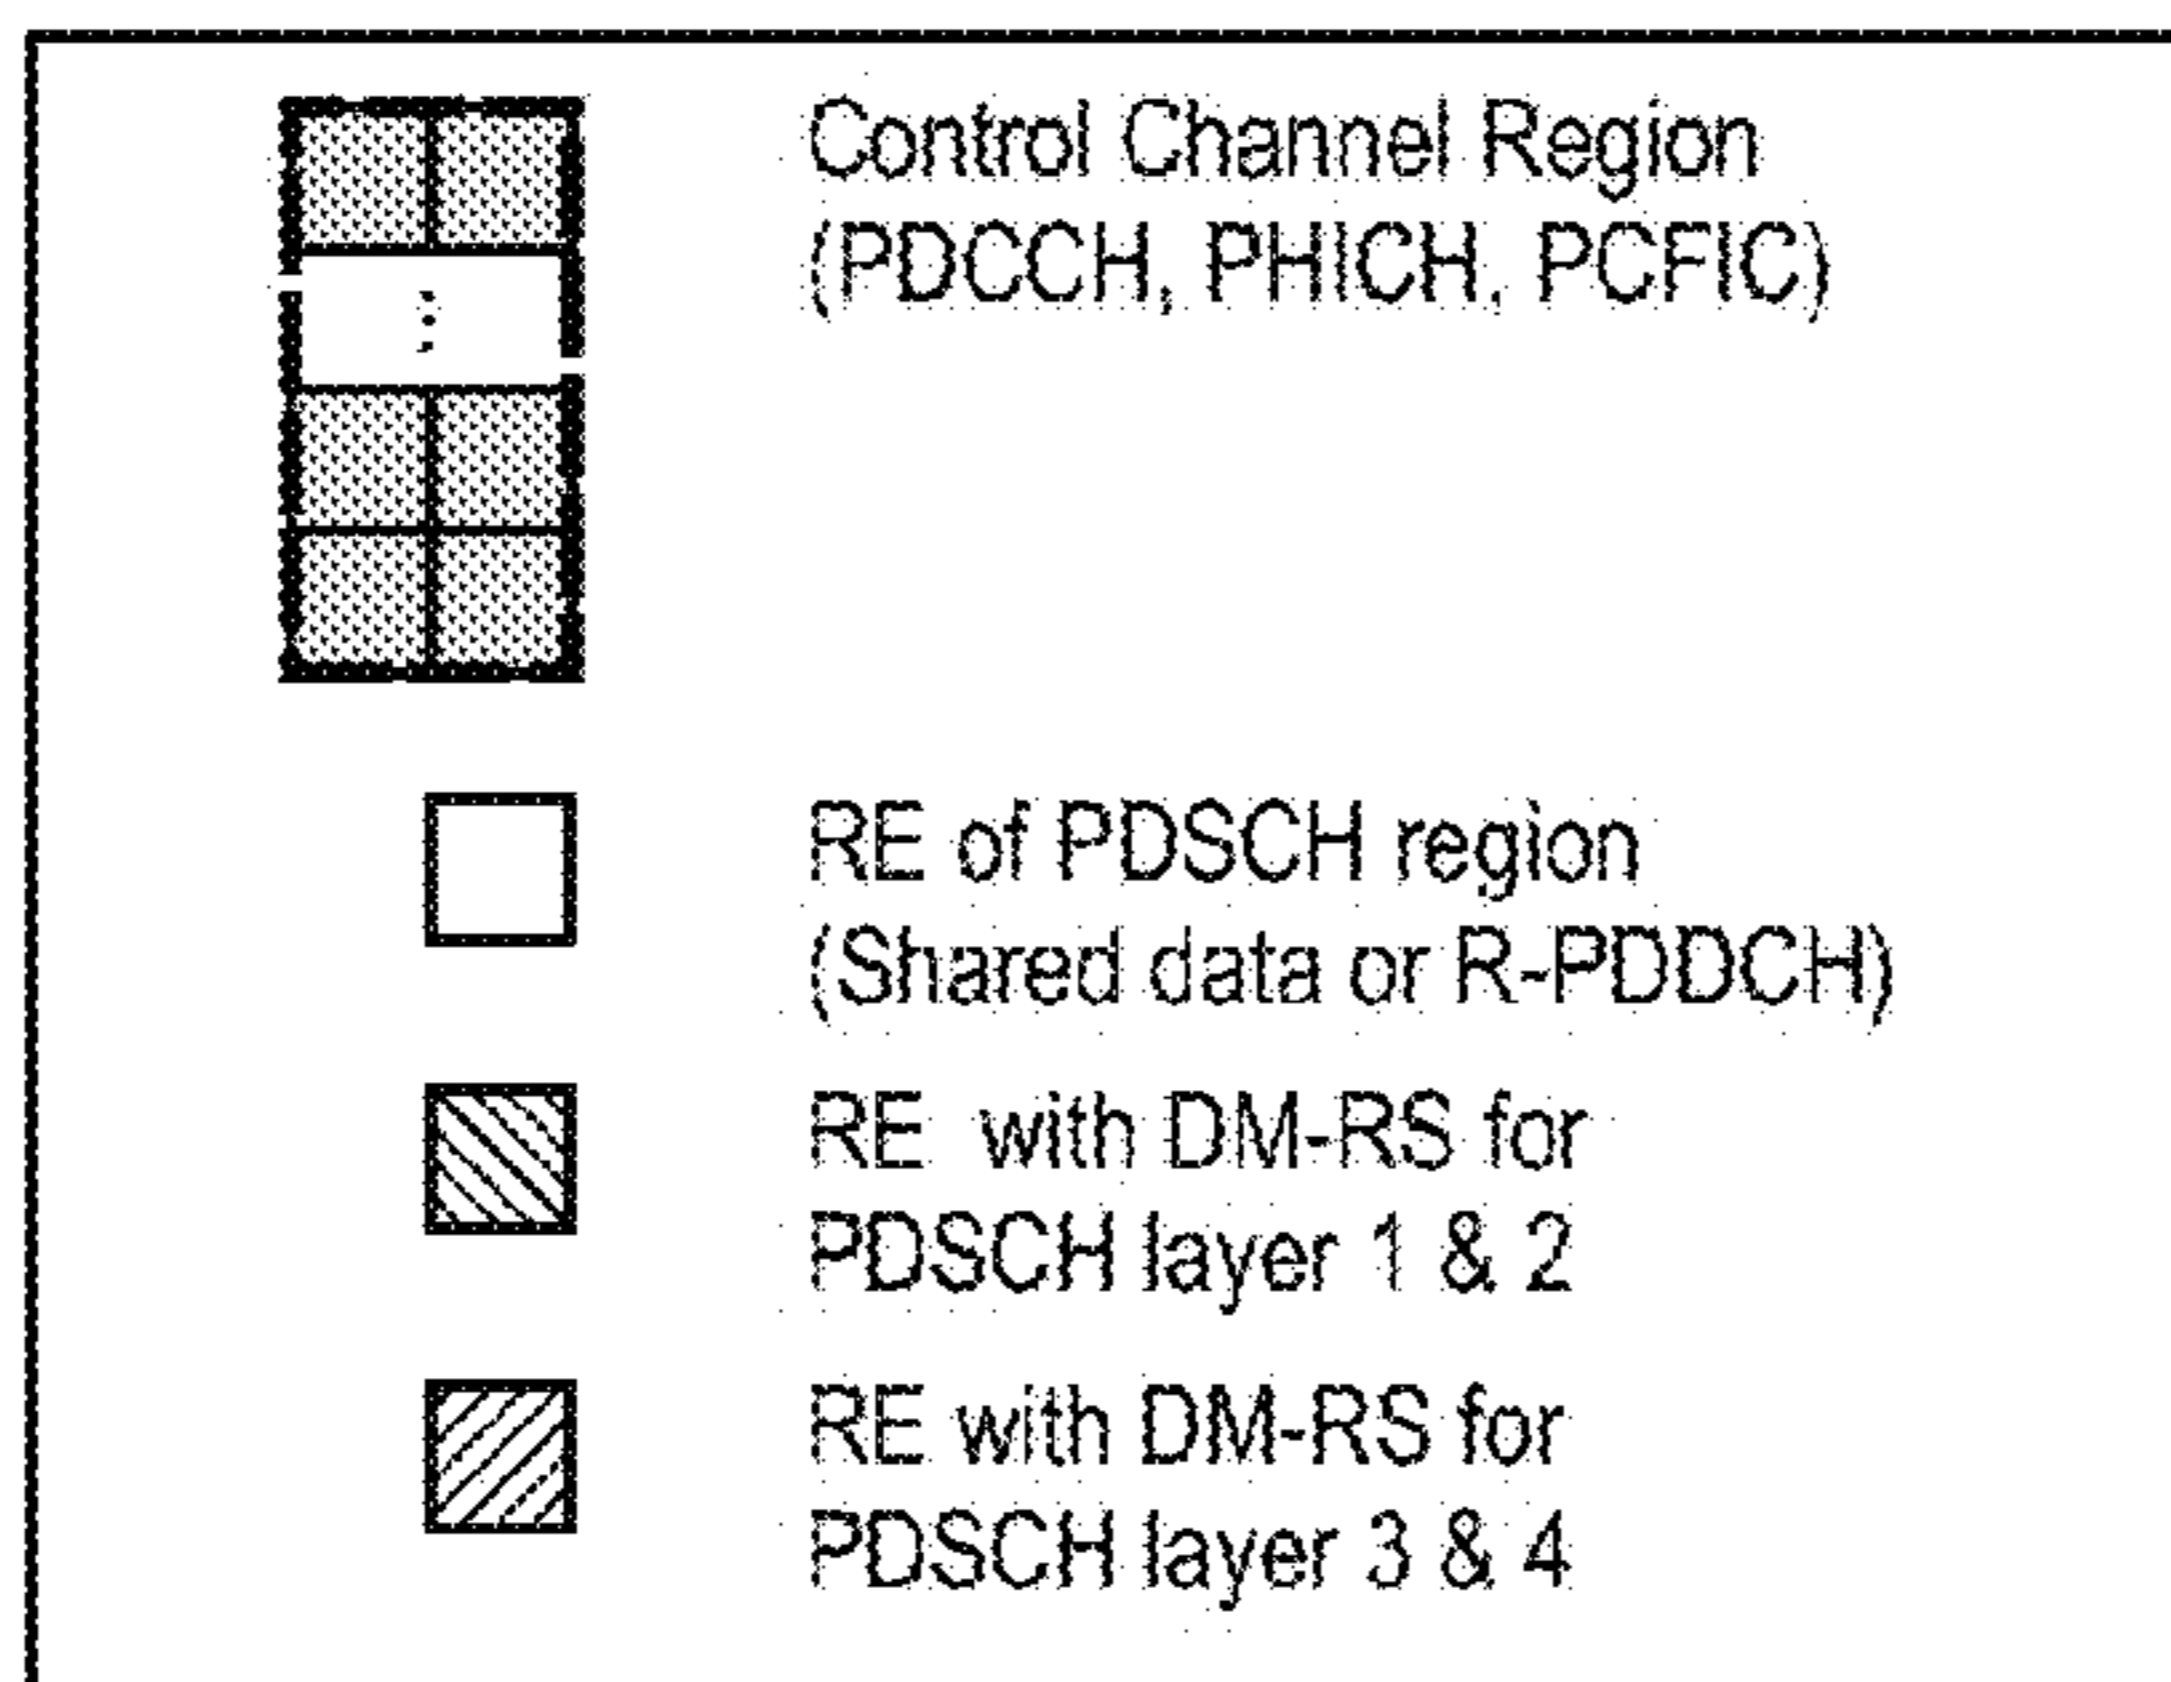 Control Channel Region
(PDCCH, PHICH, PCFIC)
RE of PDSCH region
(Shared data or R-PDDCH)
RE with DM-RS for
PDSCH layer 1 & 2
RE with DM-RS for
PDSCH layer 3 & 4